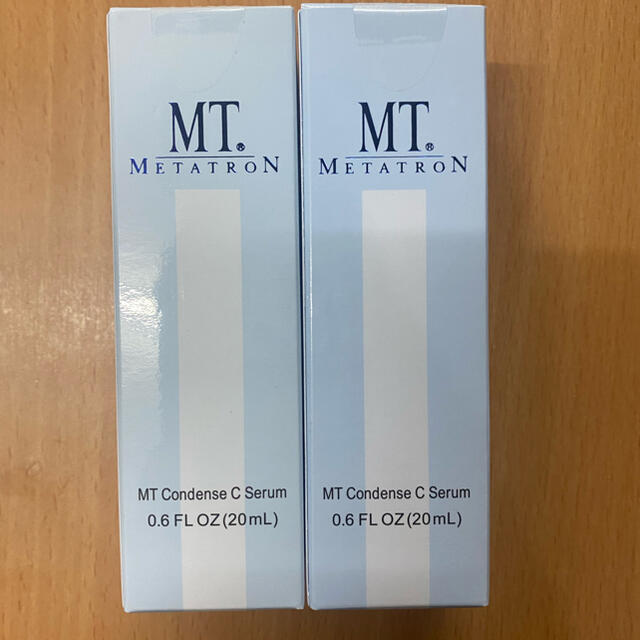 MT®
METATRON
MT Condense C Serum
0.6 FL OZ(20mL)
MT®
METATRON
MT Condense C Serum
0.6 FL OZ(20mL)